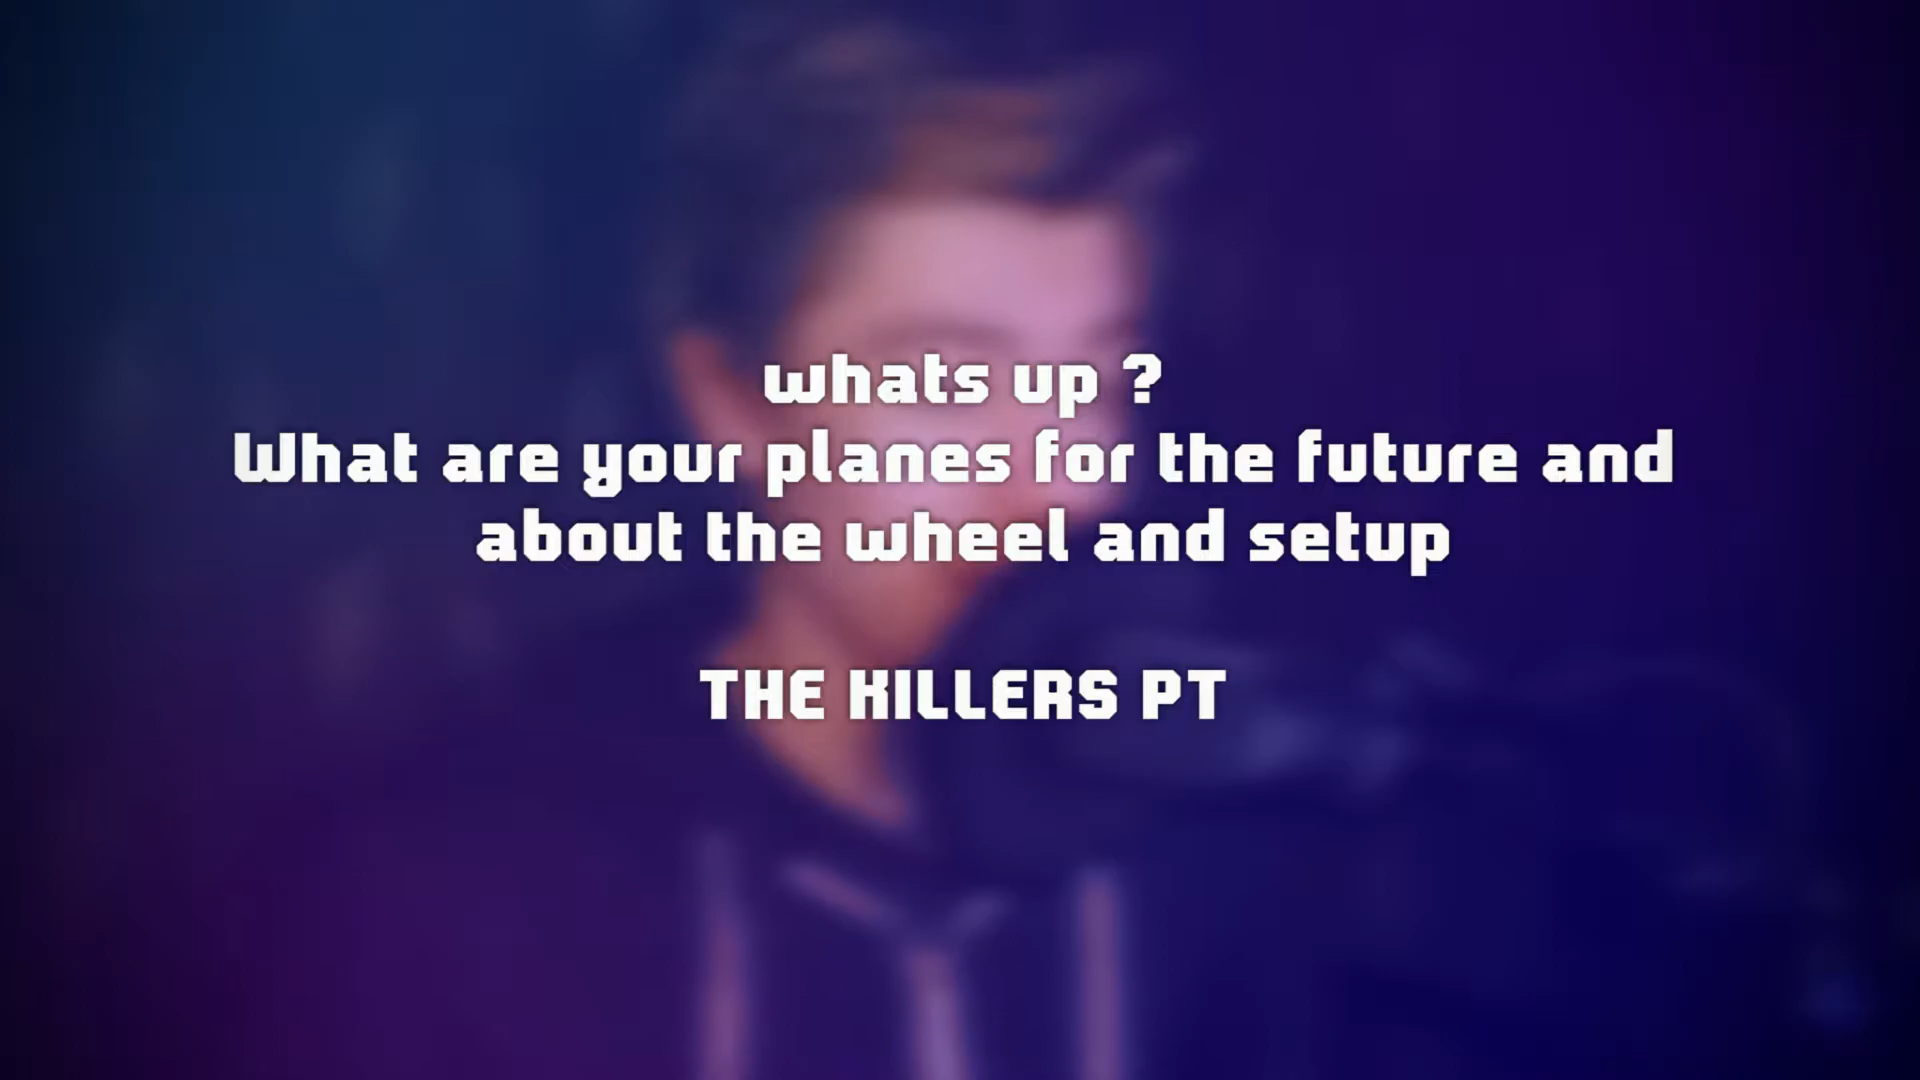 whats up ?
What are your planes for the future and
about the wheel and setup
THE KILLERS PT